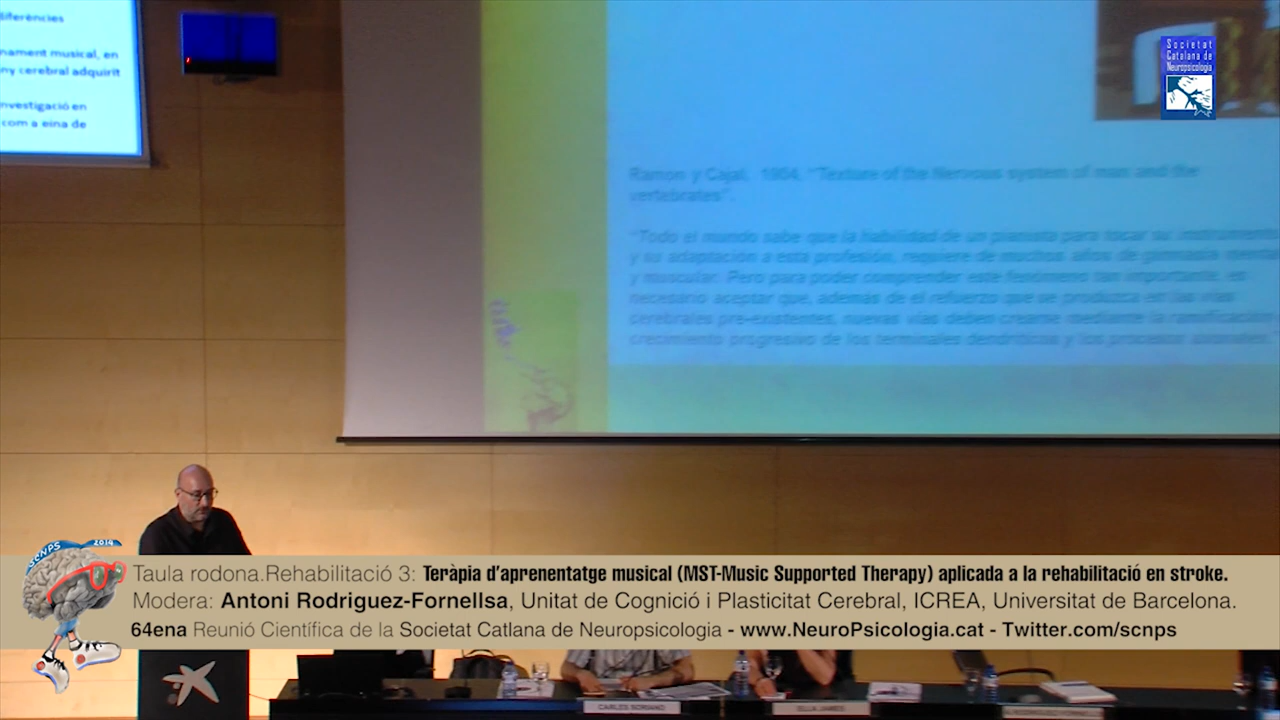 diferències
nament musical, en
ny cerebral adquirit
nvestigació en
com a eina de
Societat
Catalana de
Neuropsicologia
Ramon y Cajal, 1904, "Texture of the Nervous system of man and the
vertebrates".
"Todo el mundo sabe que la habilidad de un pianista para tocar su instrumento
y su adaptación a esta profesión, requiere de muchos años de gimnasia
y muscular. Pero para poder comprender este fenómeno tan importante, es
necesario aceptar que, además de el refuerzo que se produzca en las vías
cerebrales pre-existentes, nuevas vías deben crearse mediante la ramificación
crecimiento progresivo de los terminales dendríticos y los procesos axonales.
SCNPS 2014
Taula rodona.Rehabilitació 3: Teràpia d'aprenentatge musical (MST-Music Supported Therapy) aplicada a la rehabilitació en stroke.
Modera: Antoni Rodriguez-Fornellsa, Unitat de Cognició i Plasticitat Cerebral, ICREA, Universitat de Barcelona.
64ena Reunió Científica de la Societat Catlana de Neuropsicologia - www.NeuroPsicologia.cat - Twitter.com/scnps
CARLES SORIANO
ELLA JAMES